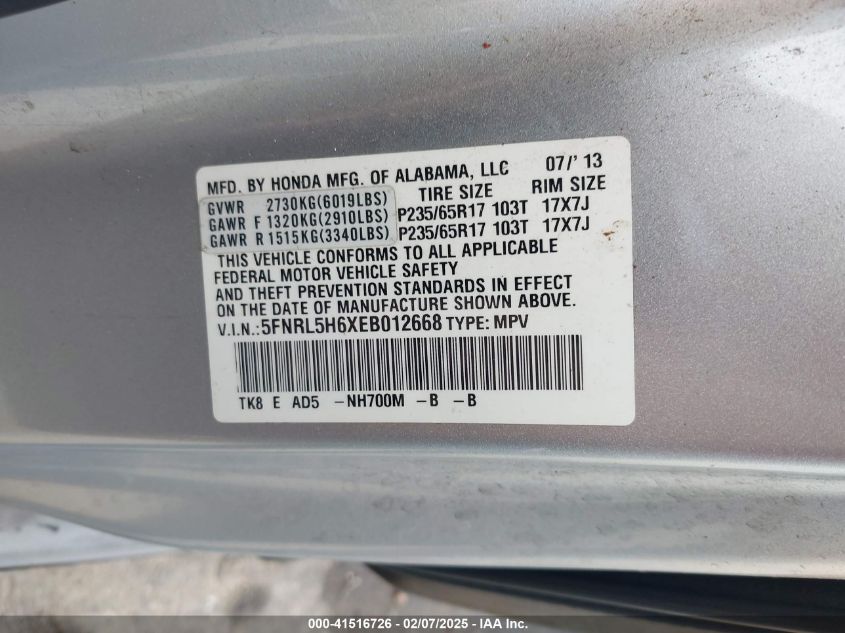 MFD. BY HONDA MFG. OF ALABAMA, LLC 07/' 13
GVWR 2730KG(6019LBS) TIRE SIZE RIM SIZE
GAWR F 1320KG(2910LBS) P235/65R17 103T 17X7J
GAWR R 1515KG(3340LBS) P235/65R17 103T 17X7J
THIS VEHICLE CONFORMS TO ALL APPLICABLE
FEDERAL MOTOR VEHICLE SAFETY
AND THEFT PREVENTION STANDARDS IN EFFECT
ON THE DATE OF MANUFACTURE SHOWN ABOVE.
V.I.N.: 5FNRL5H6XEB012668 TYPE: MPV
TK8 E AD5 -NH700M -B -B
000-41516726 - 02/07/2025 - IAA Inc.